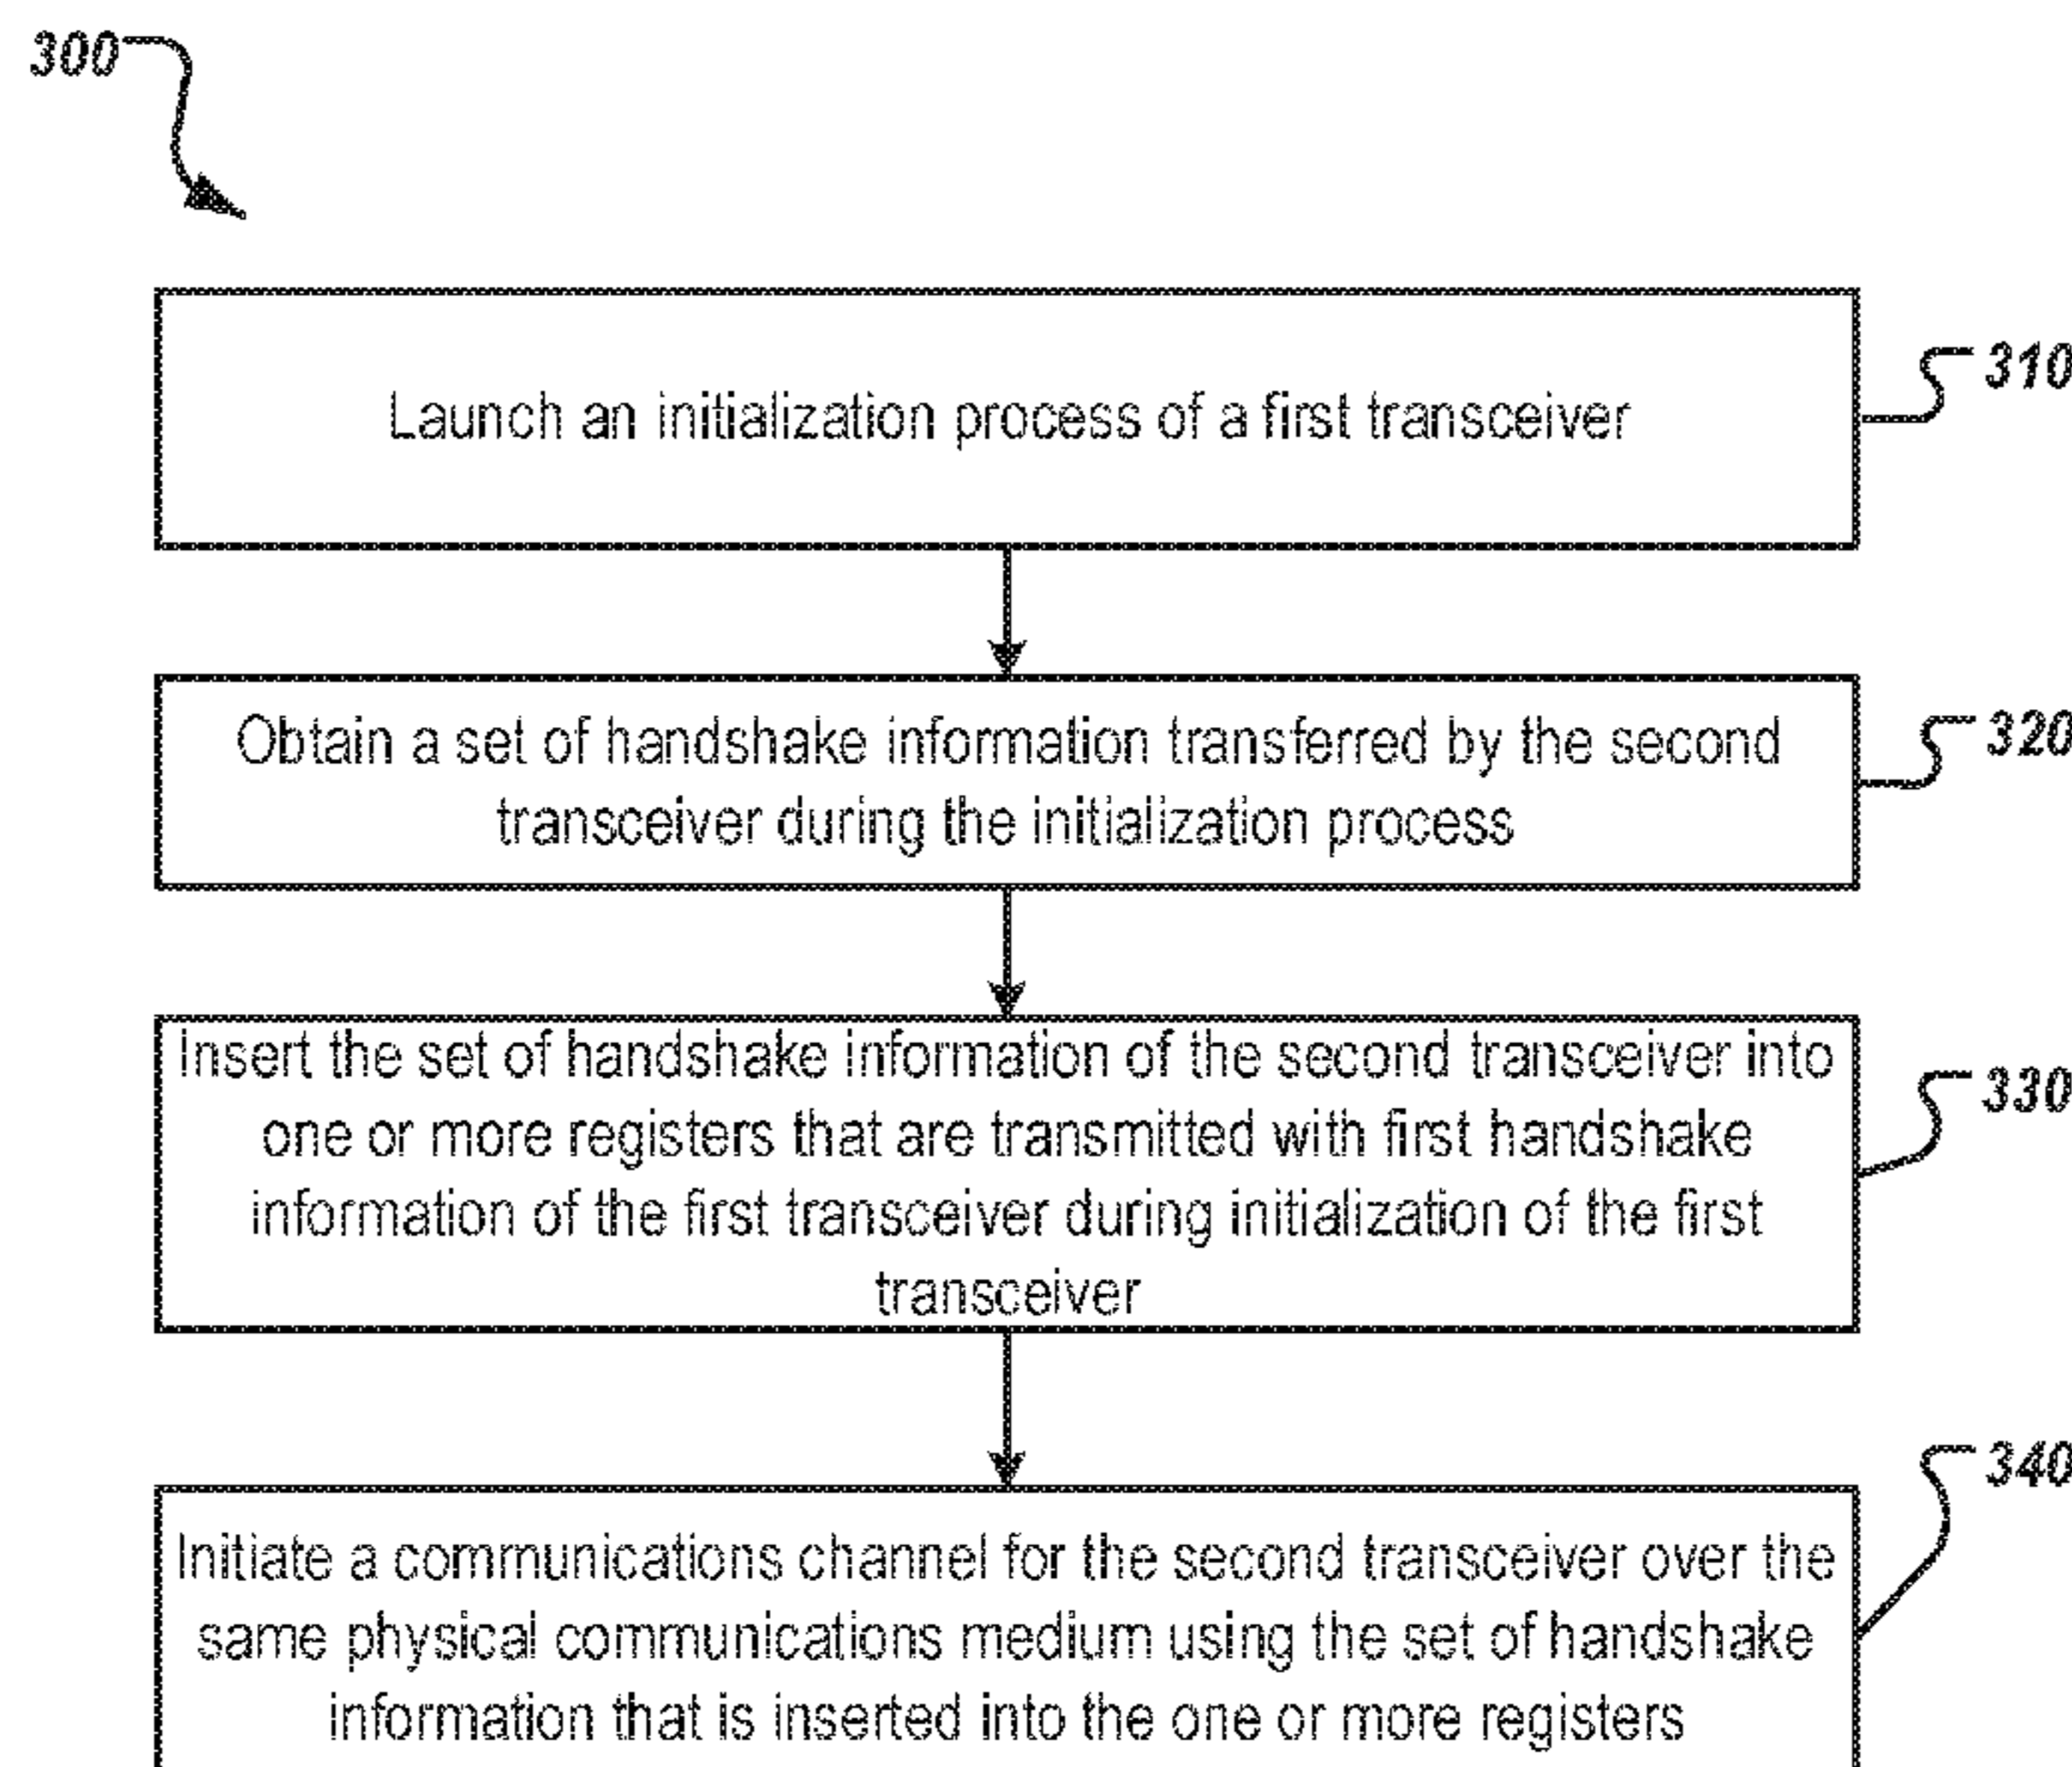 300
Launch an initialization process of a first transceiver
310
Obtain a set of handshake information transferred by the second
transceiver during the initialization process
320
Insert the set of handshake information of the second transceiver into
one or more registers that are transmitted with first handshake
information of the first transceiver during initialization of the first
transceiver
330
Initiate a communications channel for the second transceiver over the
same physical communications medium using the set of handshake
information that is inserted into the one or more registers
340